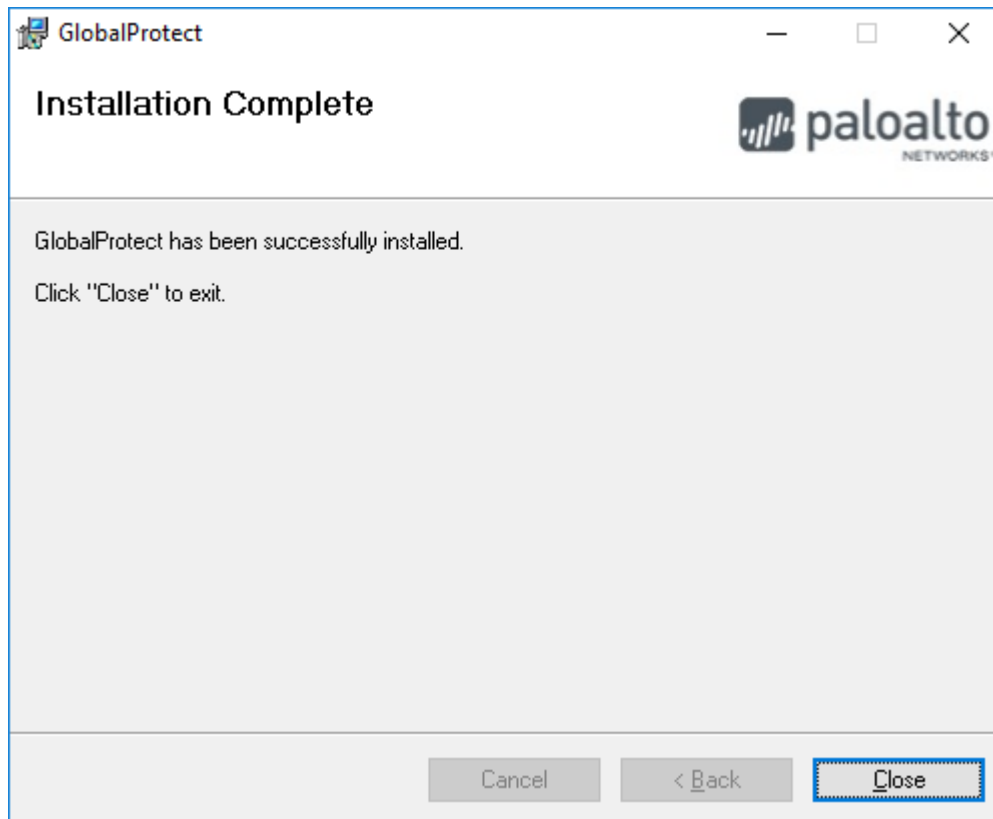 GlobalProtect
Installation Complete
paloalto
NETWORKS
GlobalProtect has been successfully installed.
Click "Close" to exit.
Cancel
< Back
Close